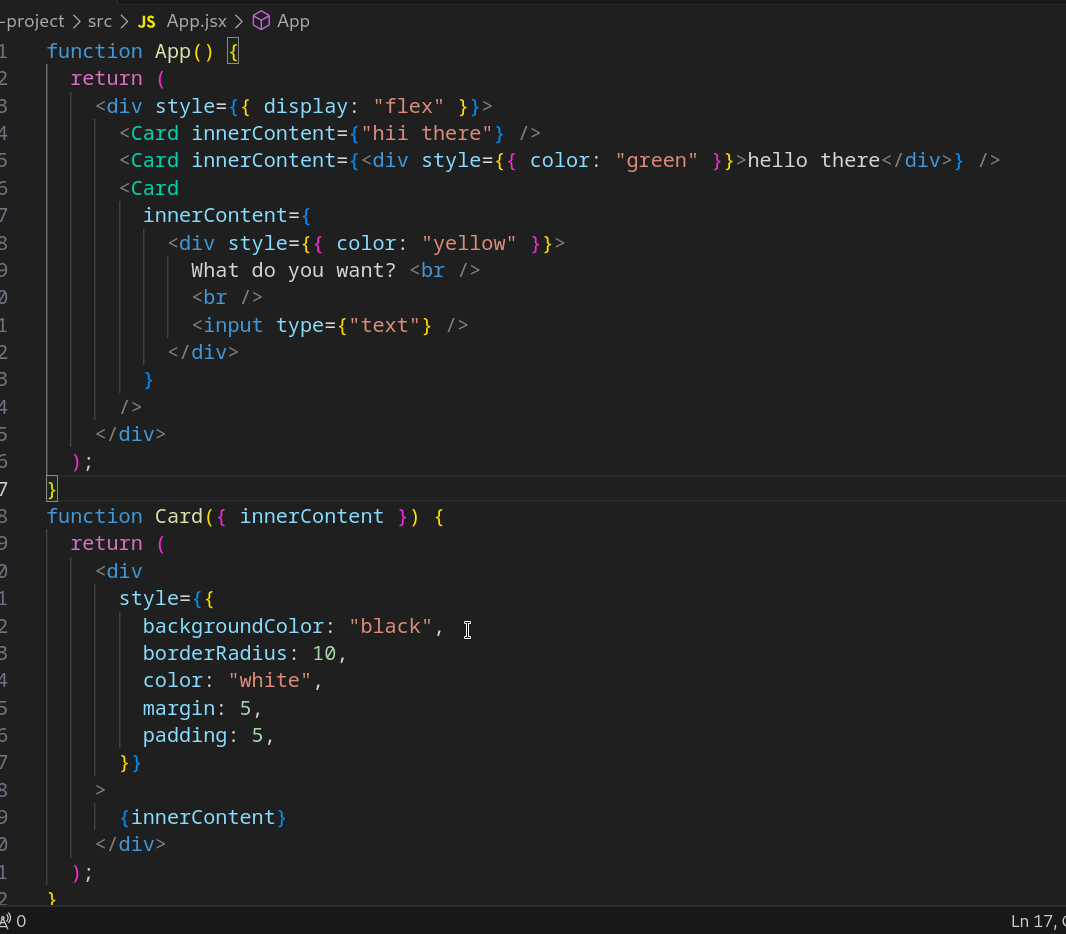 -project > src > JS App.jsx > App
1 function App() {
2   return (
3     <div style={{ display: "flex" }}>
4       <Card innerContent={"hii there"} />
5       <Card innerContent={<div style={{ color: "green" }}>hello there</div>} />
6       <Card
7         innerContent={
8           <div style={{ color: "yellow" }}>
9             What do you want? <br />
0             <br />
1             <input type={"text"} />
2           </div>
3         }
4       />
5     </div>
6   );
7 }
8 function Card({ innerContent }) {
9   return (
0     <div
1       style={{
2         backgroundColor: "black",
3         borderRadius: 10,
4         color: "white",
5         margin: 5,
6         padding: 5,
7       }}
8     >
9       {innerContent}
0     </div>
1   );
2 }
0 Ln 17,